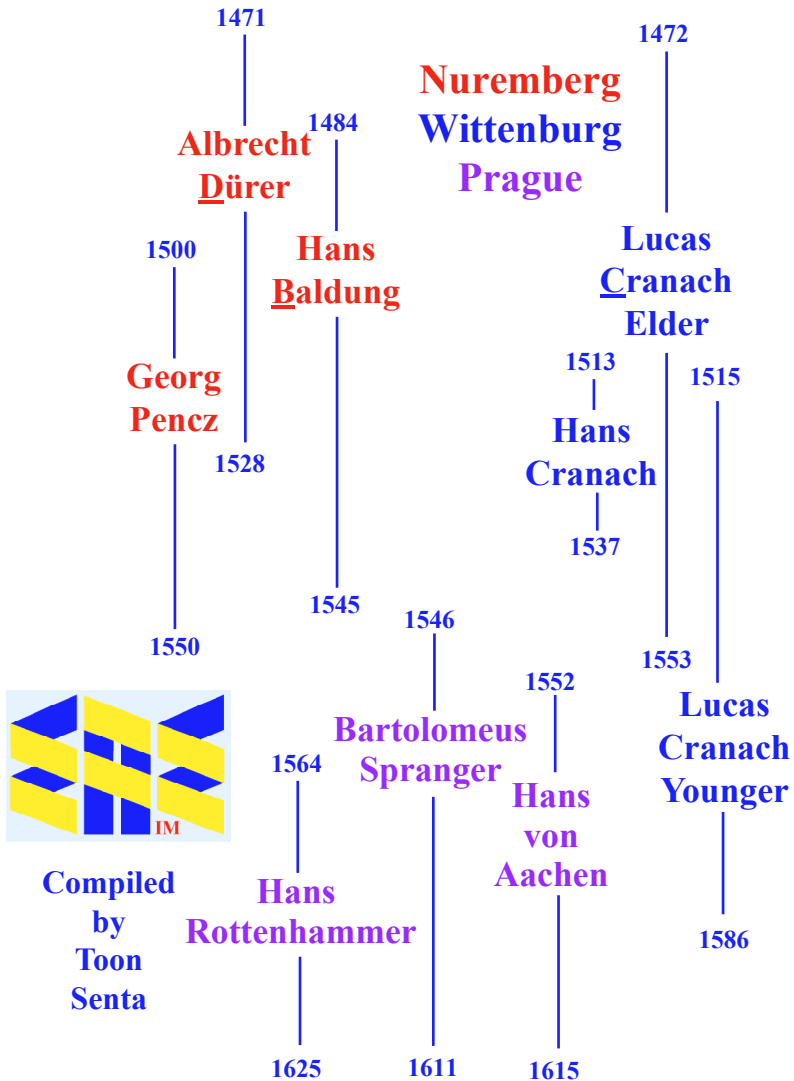 1471
1472
Nuremberg
Wittenburg
Prague
1484
Albrecht
Dürer
1500
Hans
Baldung
Lucas
Cranach
Elder
Georg
Pencz
1513
1515
Hans
Cranach
1528
1537
1545
1550
1546
1553
1552
Bartolomeus
Spranger
Lucas
Cranach
Younger
1564
Hans
von
Aachen
IM
Compiled
by
Toon
Senta
Hans
Rottenhammer
1586
1625
1611
1615